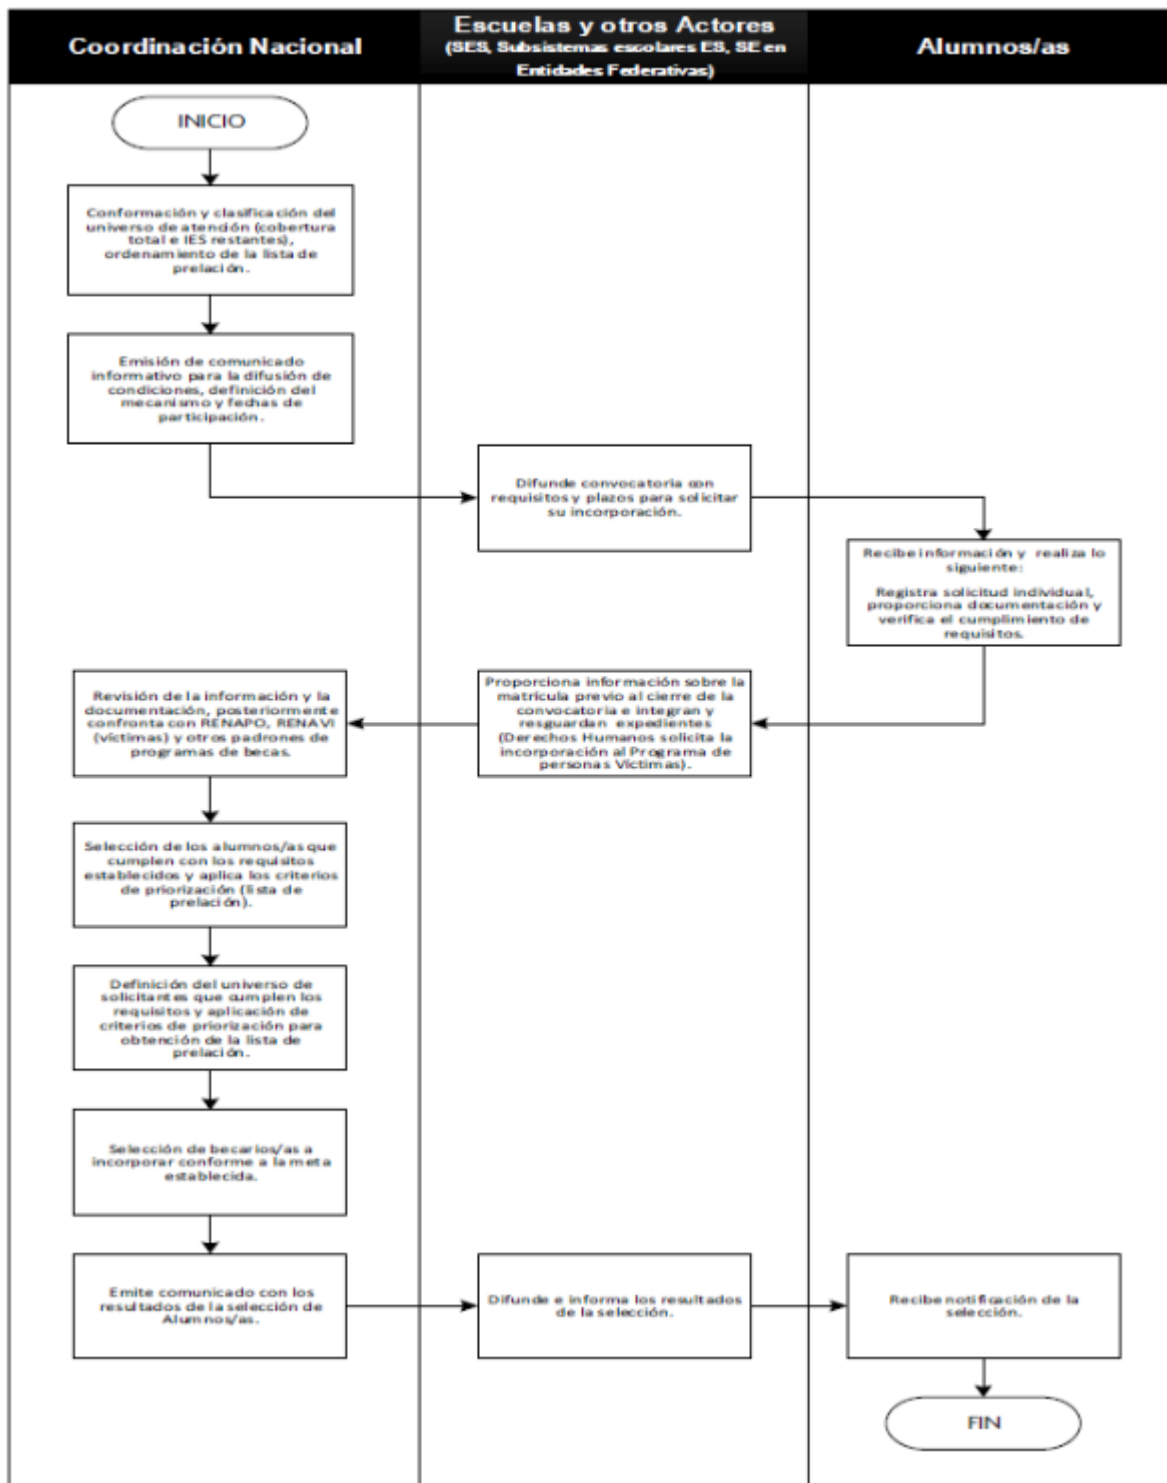 Coordinación Nacional
Escuelas y otros Actores
(SES, Subsistemas escolares ES, SE en
Entidades Federativas)
Alumnos/as
INICIO
Conformación y clasificación del
universo de atención (cobertura
total e IES restantes),
ordenamiento de la lista de
prelación.
Emisión de comunicado
informativo para la difusión de
condiciones, definición del
mecanismo y fechas de
participación.
Difunde convocatoria con
requisitos y plazos para solicitar
su incorporación.
Recibe información y realiza lo
siguiente:
Registra solicitud individual,
proporciona documentación y
verifica el cumplimiento de
requisitos.
Proporciona información sobre la
matrícula previo al cierre de la
convocatoria e integran y
resguardan expedientes
(Derechos Humanos solicita la
incorporación al Programa de
personas Víctimas).
Revisión de la información y la
documentación, posteriormente
confronta con RENAPO, RENAVI
(víctimas) y otros padrones de
programas de becas.
Selección de los alumnos/as que
cumplen con los requisitos
establecidos y aplica los criterios
de priorización (lista de
prelación).
Definición del universo de
solicitantes que cumplen los
requisitos y aplicación de
criterios de priorización para
obtención de la lista de
prelación.
Selección de becarios/as a
incorporar conforme a la meta
establecida.
Emite comunicado con los
resultados de la selección de
Alumnos/as.
Difunde e informa los resultados
de la selección.
Recibe notificación de la
selección.
FIN